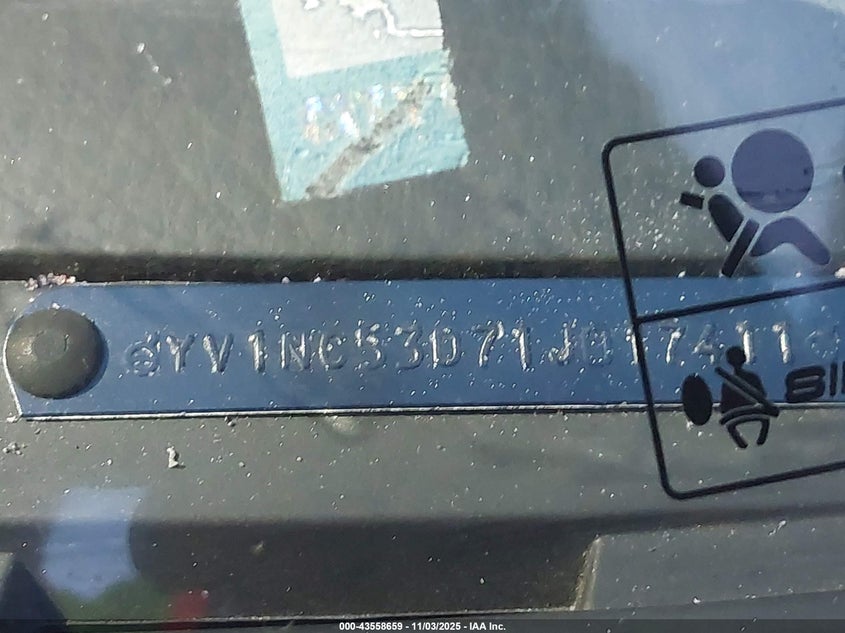 YV1NC53D71J017411
000-43558659 - 11/03/2025 - IAA Inc.